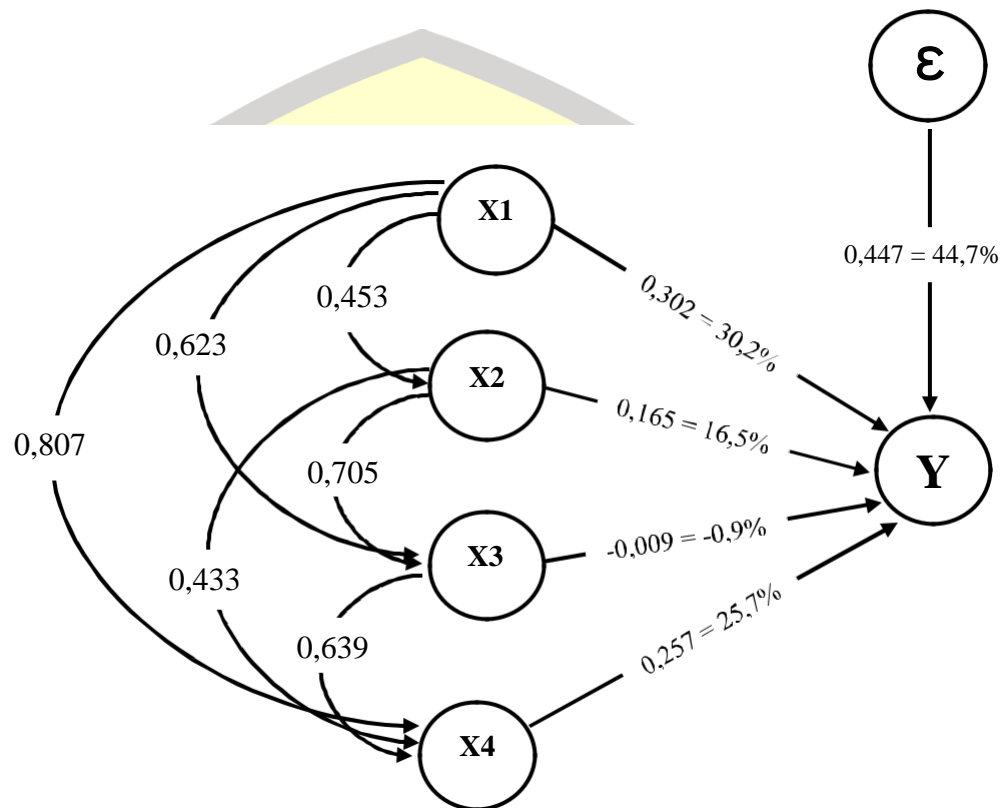 ε
0,447 = 44,7%
X1
0,302 = 30,2%
0,453
0,623
X2
0,165 = 16,5%
0,807
Y
0,705
-0,009 = -0,9%
X3
0,433
0,257 = 25,7%
0,639
X4